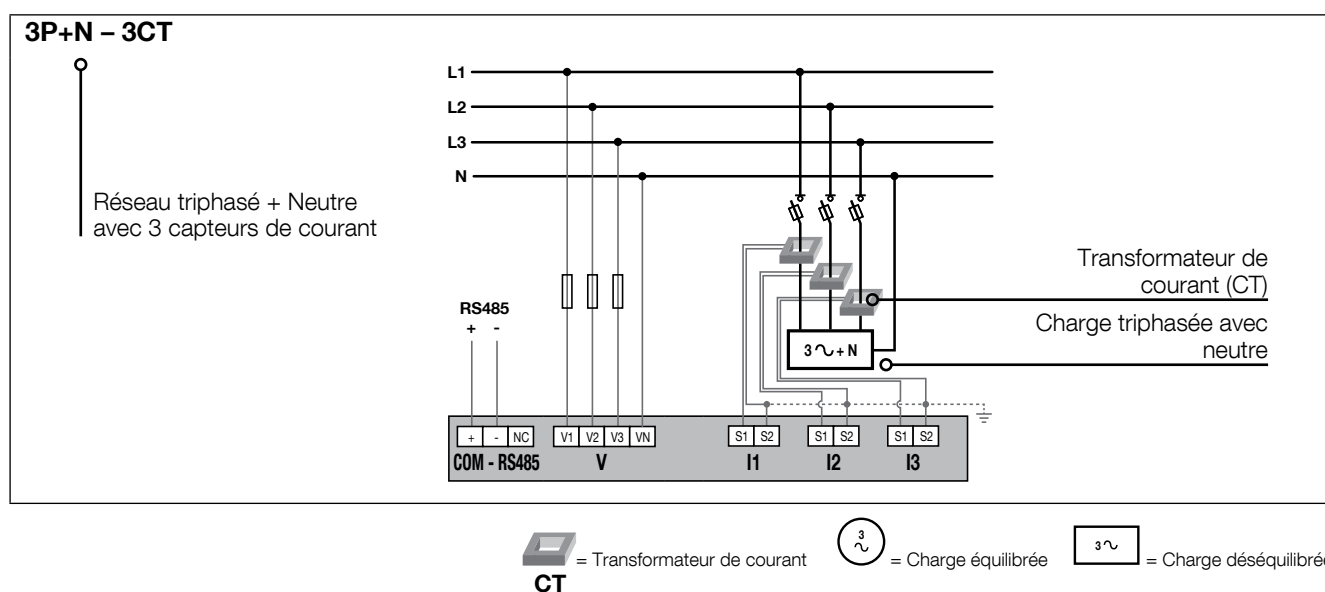 3P+N – 3CT
Réseau triphasé + Neutre
avec 3 capteurs de courant
L1
L2
L3
N
Transformateur de
courant (CT)
Charge triphasée avec
neutre
3 ∿ + N
RS485
+ -
+ - NC V1 V2 V3 VN S1 S2 S1 S2 S1 S2
COM - RS485 V I1 I2 I3
= Transformateur de courant
CT
3 ∿ = Charge équilibrée
3 ∿ = Charge déséquilibrée